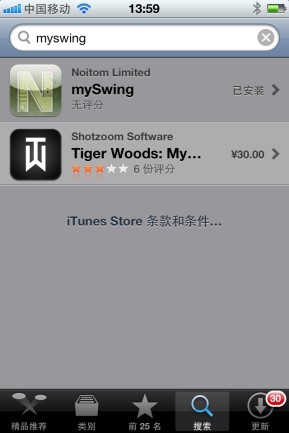 中国移动 13:59
myswing
Noitom Limited
mySwing
已安装
无评分
Shotzoom Software
Tiger Woods: My...
¥30.00
6 份评分
iTunes Store 条款和条件...
30
精品推荐 类别 前 25 名 搜索 更新